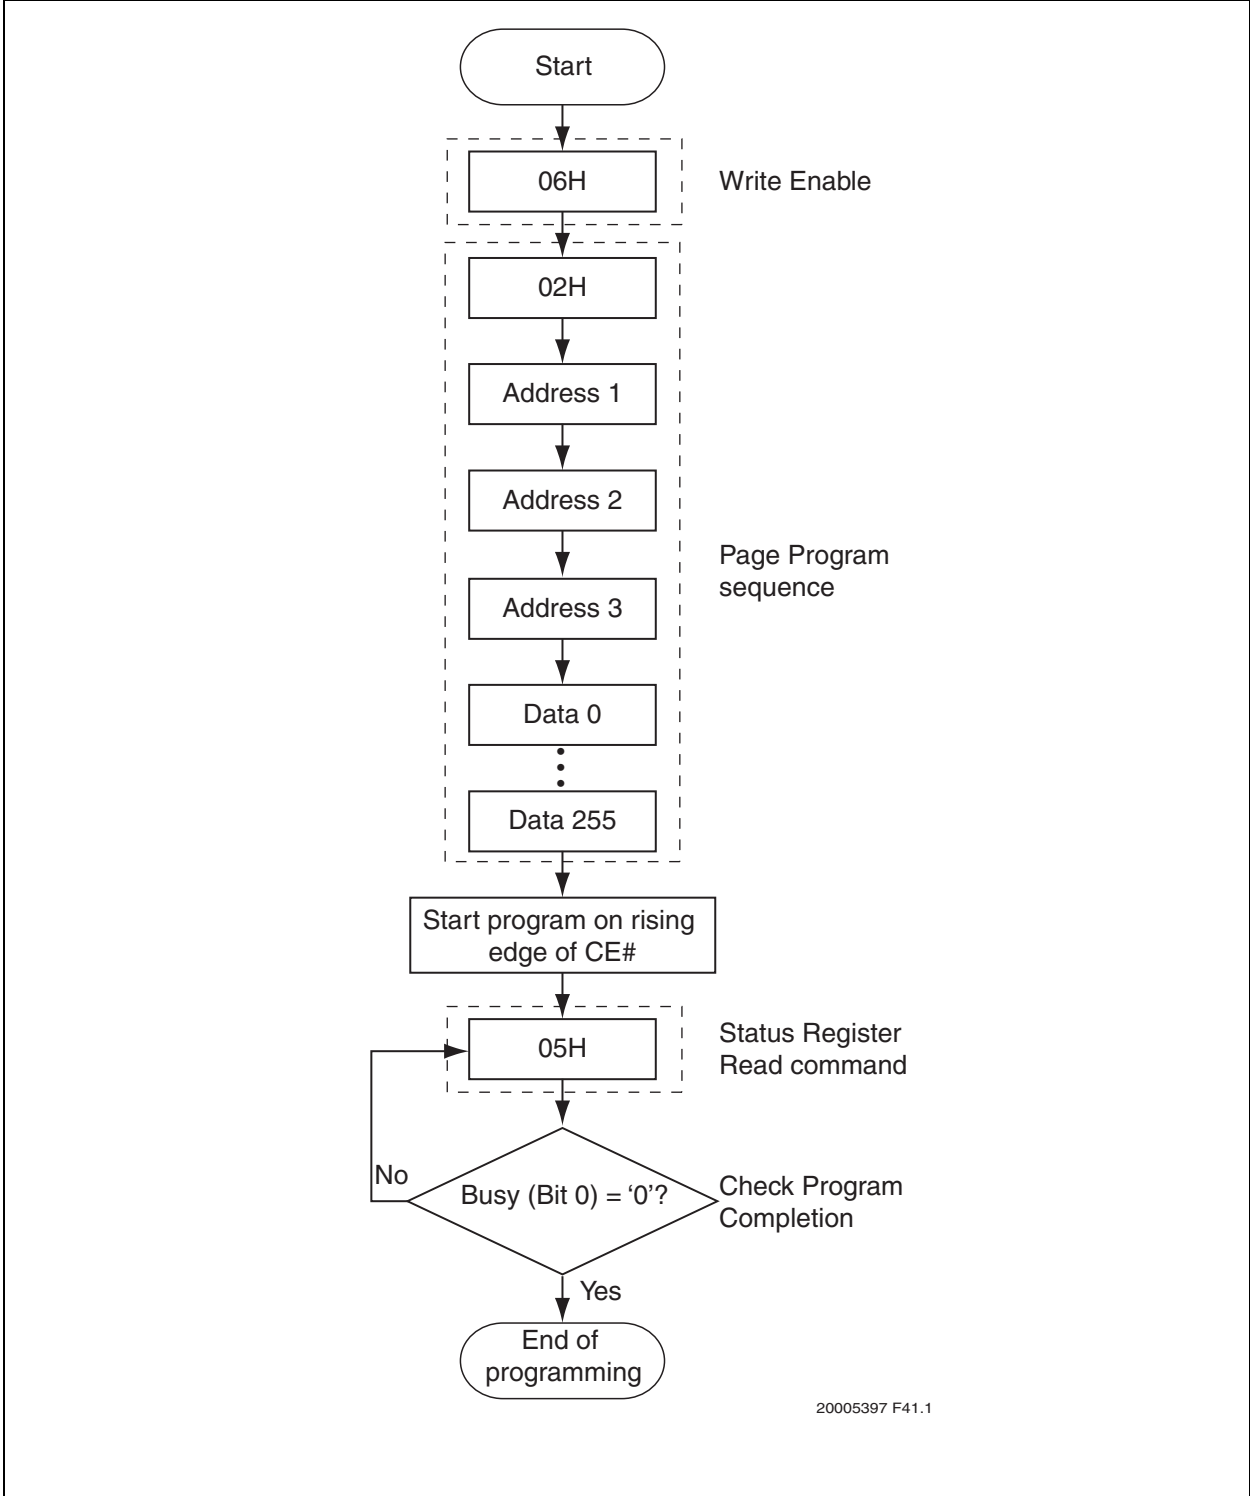 Start
06H
Write Enable
02H
Address 1
Address 2
Page Program
sequence
Address 3
Data 0
Data 255
Start program on rising
edge of CE#
05H
Status Register
Read command
No
Busy (Bit 0) = ‘0’?
Check Program
Completion
Yes
End of
programming
20005397 F41.1